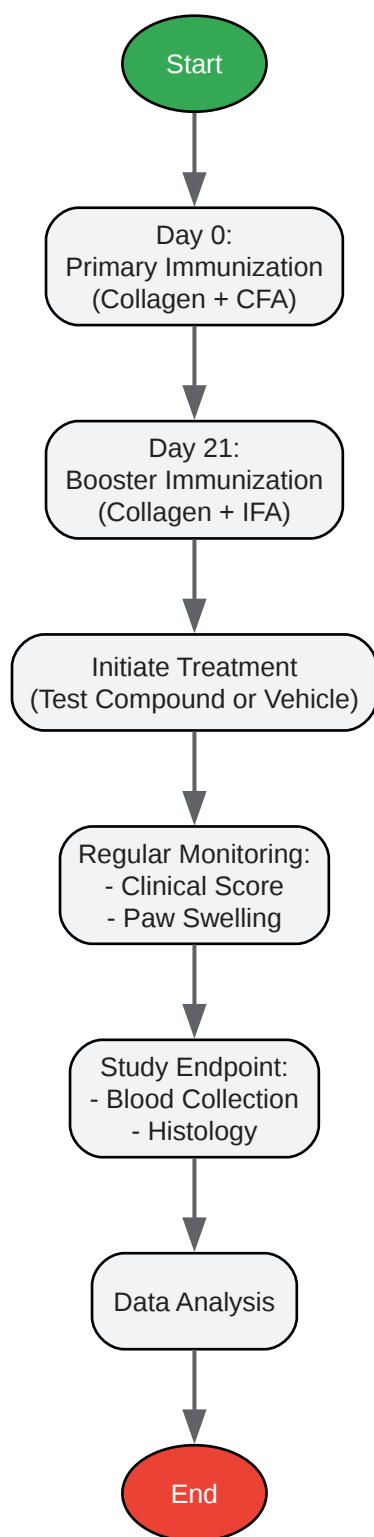 Start
Day 0:
Primary Immunization
(Collagen + CFA)
Day 21:
Booster Immunization
(Collagen + IFA)
Initiate Treatment
(Test Compound or Vehicle)
Regular Monitoring:
- Clinical Score
- Paw Swelling
Study Endpoint:
- Blood Collection
- Histology
Data Analysis
End